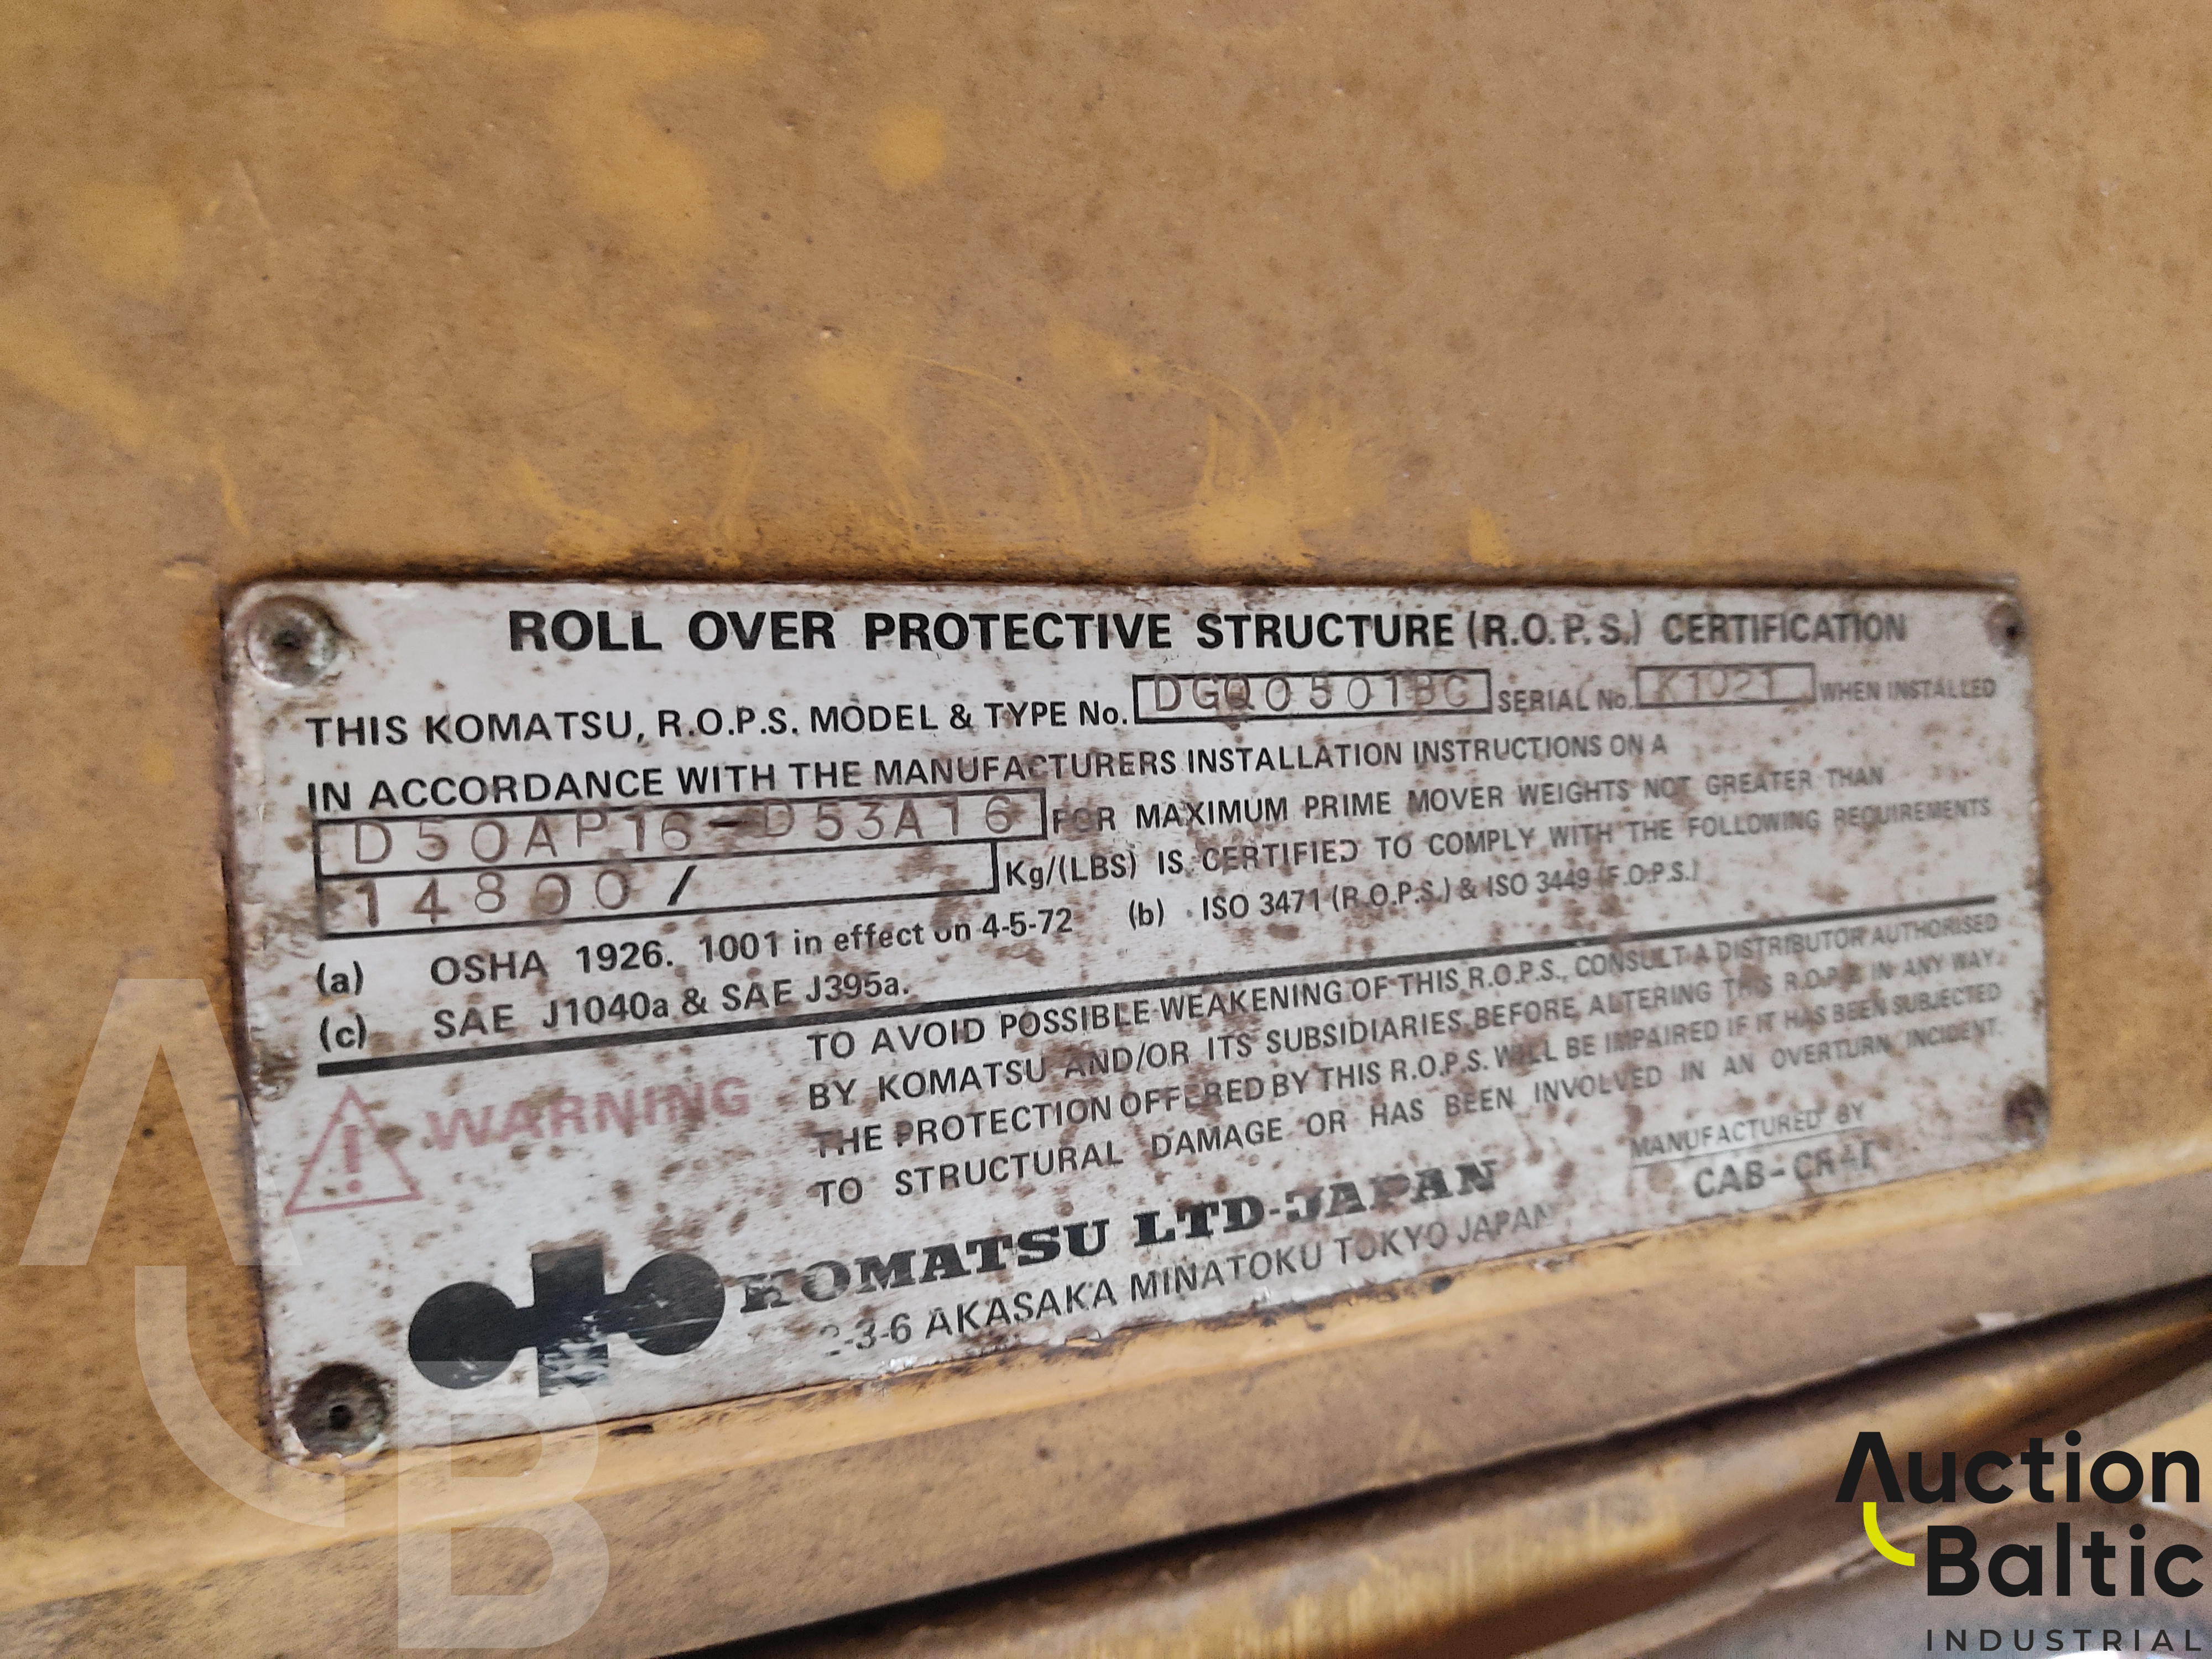 ROLL OVER PROTECTIVE STRUCTURE (R.O.P.S.) CERTIFICATION
THIS KOMATSU, R.O.P.S. MODEL & TYPE No. DGQ0501BC SERIAL No. K1021 WHEN INSTALLED
IN ACCORDANCE WITH THE MANUFACTURERS INSTALLATION INSTRUCTIONS ON A
D50AP16-D53A16 FOR MAXIMUM PRIME MOVER WEIGHTS NOT GREATER THAN
14800 / Kg/(LBS) IS CERTIFIED TO COMPLY WITH THE FOLLOWING REQUIREMENTS
(a) OSHA 1926. 1001 in effect on 4-5-72 (b) ISO 3471 (R.O.P.S.) & ISO 3449 (F.O.P.S.)
(c) SAE J1040a & SAE J395a.
WARNING
TO AVOID POSSIBLE WEAKENING OF THIS R.O.P.S., CONSULT A DISTRIBUTOR AUTHORISED
BY KOMATSU AND/OR ITS SUBSIDIARIES BEFORE ALTERING THIS R.O.P.S. IN ANY WAY.
THE PROTECTION OFFERED BY THIS R.O.P.S. WILL BE IMPAIRED IF IT HAS BEEN SUBJECTED
TO STRUCTURAL DAMAGE OR HAS BEEN INVOLVED IN AN OVERTURN INCIDENT.
KOMATSU LTD-JAPAN
2-3-6 AKASAKA MINATOKU TOKYO JAPAN
MANUFACTURED BY
AB
Auction
Baltic
INDUSTRIAL